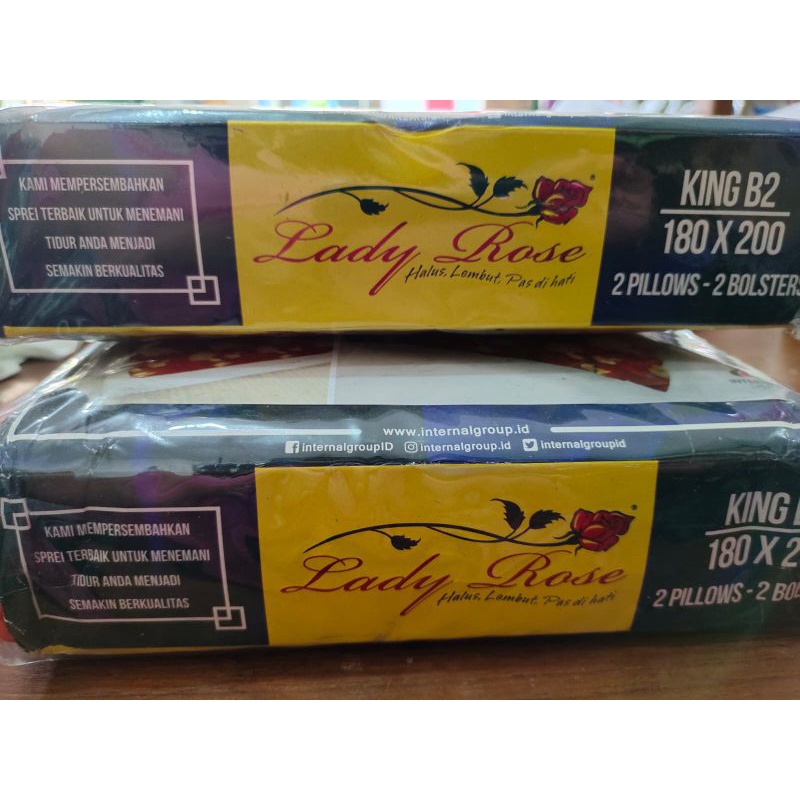 KAMI MEMPERSEMBAHKAN
SPREI TERBAIK UNTUK MENEMANI
TIDUR ANDA MENJADI
SEMAKIN BERKUALITAS
Lady Rose
Halus, Lembut, Pas di hati
KING B2
180 X 200
2 PILLOWS - 2 BOLSTERS
www.internalgroup.id
internalgroupID internalgroup.id internalgroupid
KAMI MEMPERSEMBAHKAN
SPREI TERBAIK UNTUK MENEMANI
TIDUR ANDA MENJADI
SEMAKIN BERKUALITAS
Lady Rose
Halus, Lembut, Pas di hati
KING
180 X 2
2 PILLOWS - 2 BOL